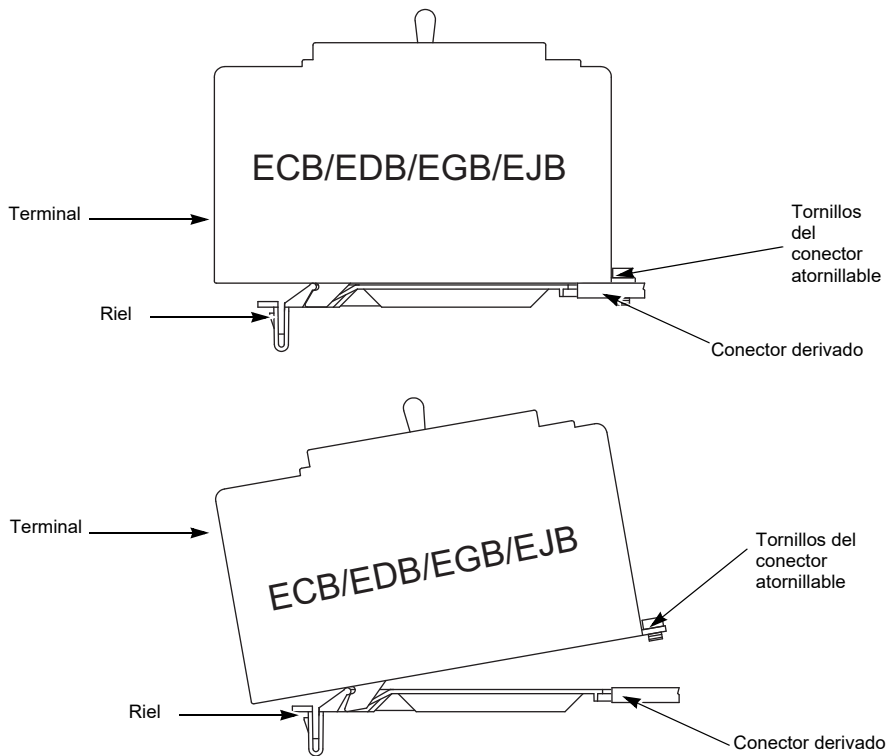 ECB/EDB/EGB/EJB
Terminal
Tornillos
del
conector
atornillable
Riel
Conector derivado
Terminal
ECB/EDB/EGB/EJB
Tornillos del
conector
atornillable
Riel
Conector derivado